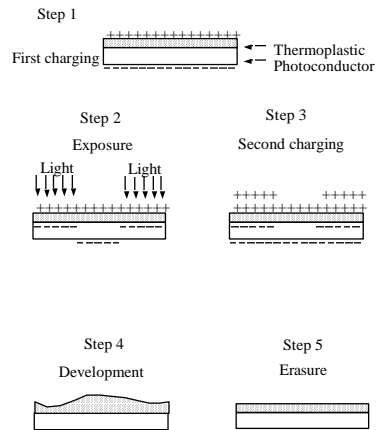 Step 1
First charging
Thermoplastic
Photoconductor
Step 2
Exposure
Light
Light
Step 3
Second charging
Step 4
Development
Step 5
Erasure